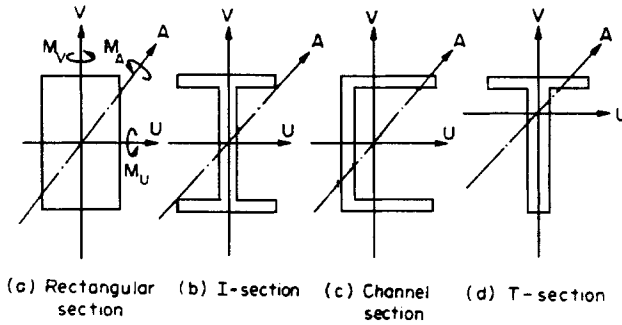 V V V V
M_V M_A A A A A
U U U U
M_U
(a) Rectangular section
(b) I-section
(c) Channel section
(d) T-section